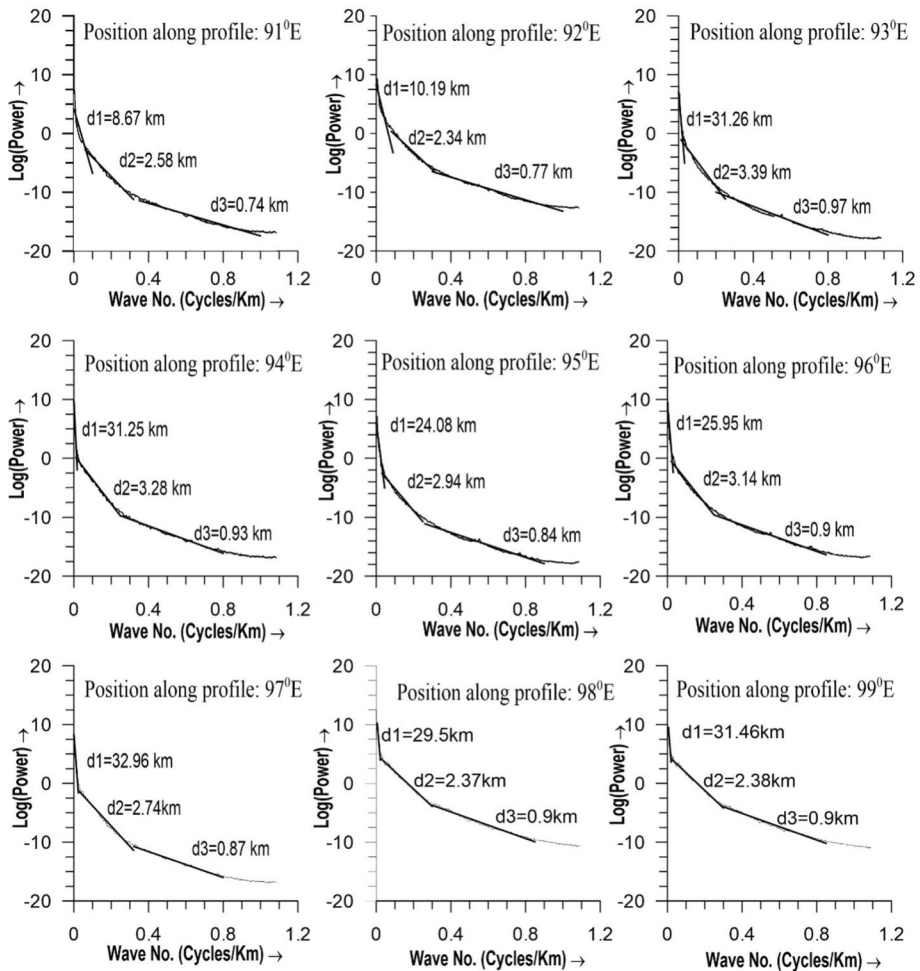 Position along profile: 91⁰E
20
10
0
-10
-20
Log(Power) →
d1=8.67 km
d2=2.58 km
d3=0.74 km
0
0.4
0.8
1.2
Wave No. (Cycles/Km) →
Position along profile: 92⁰E
20
10
0
-10
-20
Log(Power) →
d1=10.19 km
d2=2.34 km
d3=0.77 km
0
0.4
0.8
1.2
Wave No. (Cycles/Km) →
Position along profile: 93⁰E
20
10
0
-10
-20
Log(Power) →
d1=31.26 km
d2=3.39 km
d3=0.97 km
0
0.4
0.8
1.2
Wave No. (Cycles/Km) →
Position along profile: 94⁰E
20
10
0
-10
-20
Log(Power) →
d1=31.25 km
d2=3.28 km
d3=0.93 km
0
0.4
0.8
1.2
Wave No. (Cycles/Km) →
Position along profile: 95⁰E
20
10
0
-10
-20
Log(Power) →
d1=24.08 km
d2=2.94 km
d3=0.84 km
0
0.4
0.8
1.2
Wave No. (Cycles/Km) →
Position along profile: 96⁰E
20
10
0
-10
-20
Log(Power) →
d1=25.95 km
d2=3.14 km
d3=0.9 km
0
0.4
0.8
1.2
Wave No. (Cycles/Km) →
Position along profile: 97⁰E
20
10
0
-10
-20
Log(Power) →
d1=32.96 km
d2=2.74km
d3=0.87 km
0
0.4
0.8
1.2
Wave No. (Cycles/Km) →
Position along profile: 98⁰E
20
10
0
-10
-20
Log(Power) →
d1=29.5km
d2=2.37km
d3=0.9km
0
0.4
0.8
1.2
Wave No. (Cycles/Km) →
Position along profile: 99⁰E
20
10
0
-10
-20
Log(Power) →
d1=31.46km
d2=2.38km
d3=0.9km
0
0.4
0.8
1.2
Wave No. (Cycles/Km) →